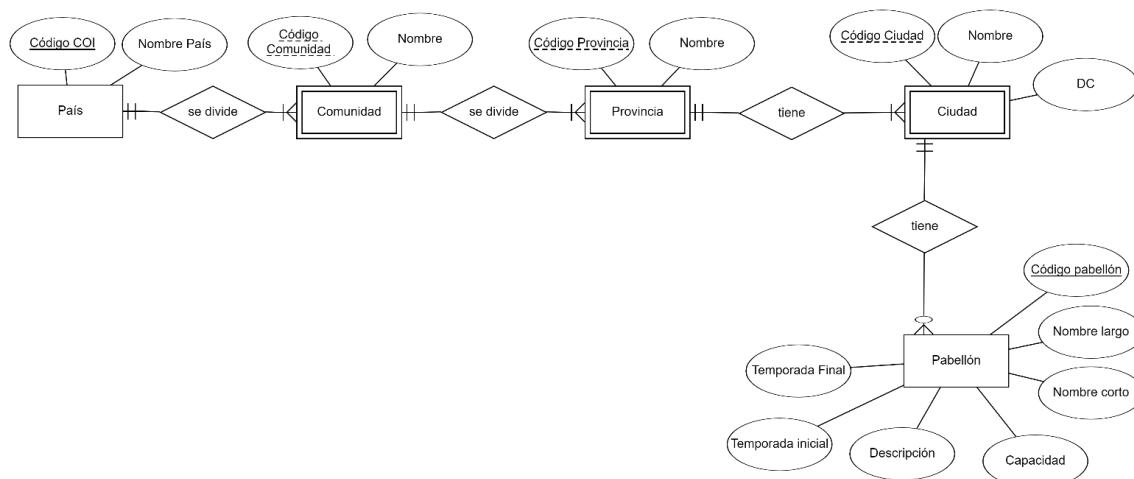 Código COI
Nombre País
Código
Comunidad
Nombre
Código Provincia
Nombre
Código Ciudad
Nombre
DC
País
se divide
Comunidad
se divide
Provincia
tiene
Ciudad
tiene
Código pabellón
Nombre largo
Pabellón
Temporada Final
Nombre corto
Temporada inicial
Descripción
Capacidad